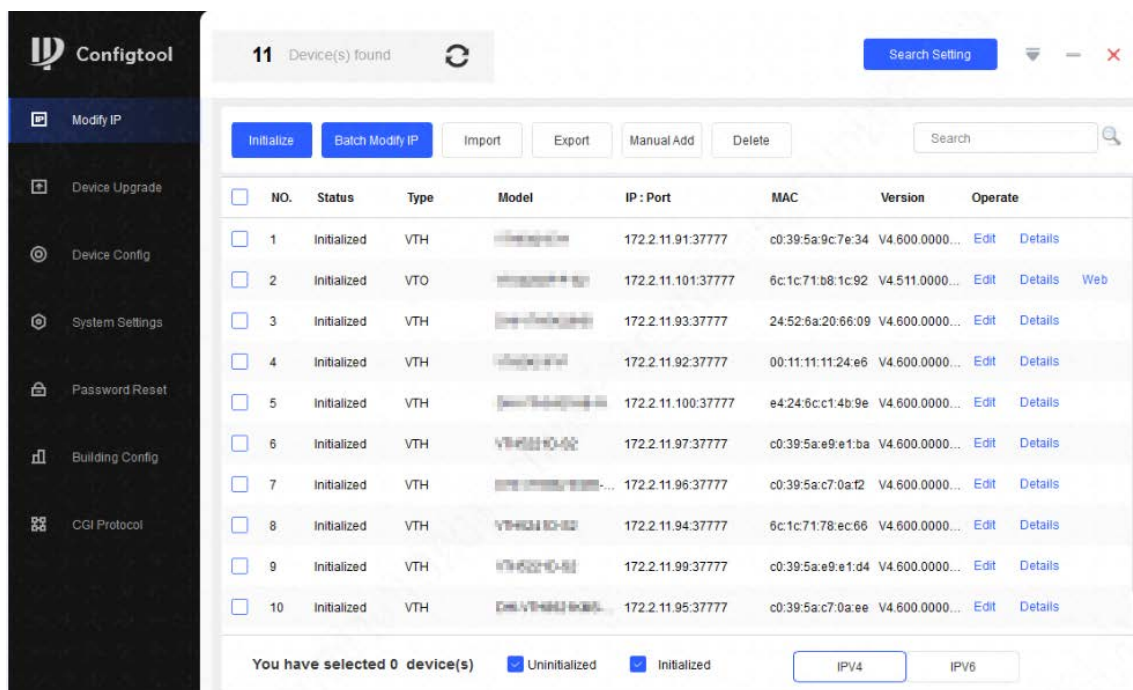 Configtool
11 Device(s) found
Search Setting
Modify IP
Device Upgrade
Device Config
System Settings
Password Reset
Building Config
CGI Protocol
Initialize Batch Modify IP Import Export Manual Add Delete Search
NO. Status Type Model IP : Port MAC Version Operate
1 Initialized VTH 172.2.11.91:37777 c0:39:5a:9c:7e:34 V4.600.0000... Edit Details
2 Initialized VTO 172.2.11.101:37777 6c:1c:71:b8:1c:92 V4.511.0000... Edit Details Web
3 Initialized VTH 172.2.11.93:37777 24:52:6a:20:66:09 V4.600.0000... Edit Details
4 Initialized VTH 172.2.11.92:37777 00:11:11:11:24:e6 V4.600.0000... Edit Details
5 Initialized VTH 172.2.11.100:37777 e4:24:6c:c1:4b:9e V4.600.0000... Edit Details
6 Initialized VTH 172.2.11.97:37777 c0:39:5a:e9:e1:ba V4.600.0000... Edit Details
7 Initialized VTH 172.2.11.96:37777 c0:39:5a:c7:0a:f2 V4.600.0000... Edit Details
8 Initialized VTH 172.2.11.94:37777 6c:1c:71:78:ec:66 V4.600.0000... Edit Details
9 Initialized VTH 172.2.11.99:37777 c0:39:5a:e9:e1:d4 V4.600.0000... Edit Details
10 Initialized VTH 172.2.11.95:37777 c0:39:5a:c7:0a:ee V4.600.0000... Edit Details
You have selected 0 device(s) Uninitialized Initialized IPV4 IPV6